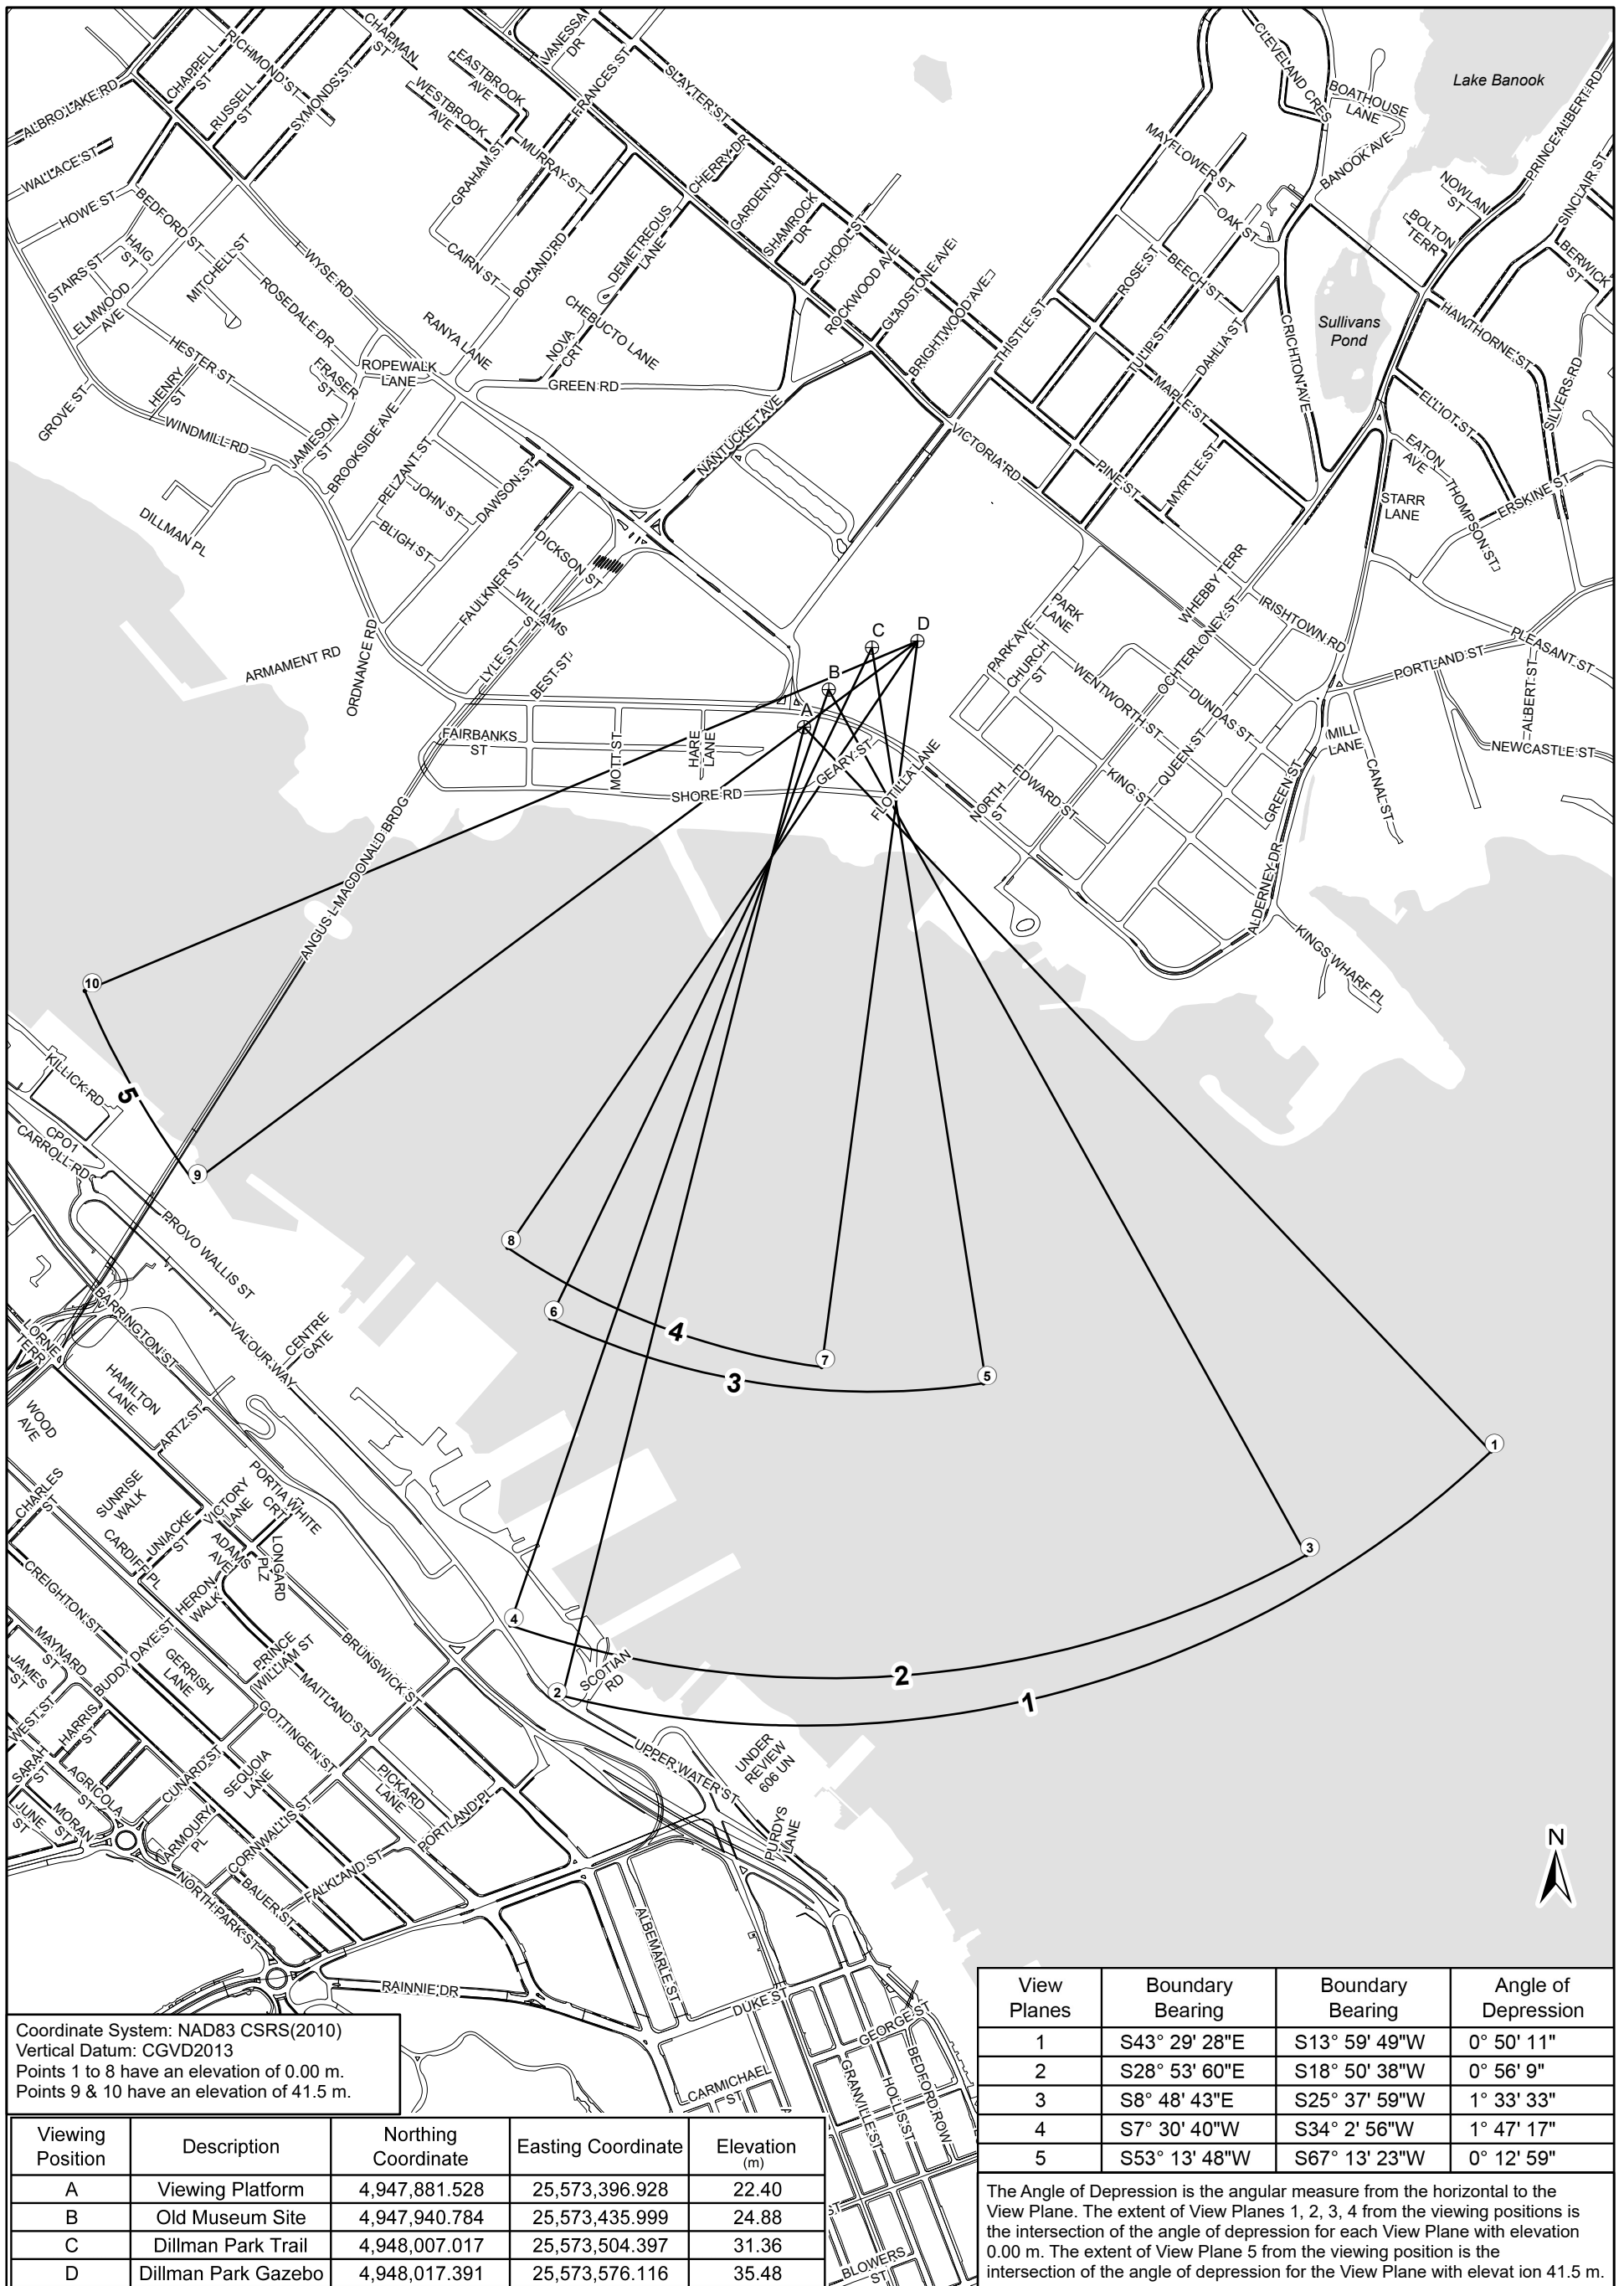 CHAPPELL ST
RICHMOND ST
RUSSELL ST
SYMONDS ST
CHAPMAN ST
EASTBROOK AVE
WESTBROOK AVE
VANESSA DR
FRANCES ST
SLAYTER ST
CLEVELAND CRES
BOATHOUSE LANE
Lake Banook
PRINCE ALBERT RD
ALBRO LAKE RD
WALLACE ST
HOWE ST
BEDFORD ST
HAIG ST
STAIRS ST
ELMWOOD AVE
MITCHELL ST
ROSEDALE DR
WYSE RD
GRAHAM ST
MURRAY ST
CAIRN ST
BOLAND RD
DEMETREOUS LANE
CHERRY DR
GARDEN DR
SHAMROCK DR
SCHOOL ST
ROCKWOOD AVE
GLADSTONE AVE
BRIGHTWOOD AVE
THISTLE ST
MAYFLOWER ST
OAK ST
BANOOK AVE
ROSE ST
BEECH ST
TULIP ST
DAHLIA ST
CRICHTON AVE
MAPLE ST
NOWLAN ST
BOLTON TERR
SINCLAIR ST
BERWICK ST
HAWTHORNE ST
Sullivans
Pond
SILVERS RD
ELLIOT ST
EATON AVE
THOMPSON ST
ERSKINE ST
STARR LANE
HESTER ST
HENRY ST
FRASER ST
ROPEWALK LANE
RANYA LANE
NOVA CRT
CHEBUCTO LANE
GREEN RD
GROVE ST
WINDMILL RD
JAMIESON ST
BROOKSIDE AVE
PELZANT ST
JOHN ST
BLIGH ST
DAWSON ST
DILLMAN PL
NANTUCKET AVE
VICTORIA RD
PINE ST
MYRTLE ST
DICKSON ST
FAULKNER ST
WILLIAMS ST
LYLE ST
BEST ST
ARMAMENT RD
ORDNANCE RD
WHEBBY TERR
IRISHTOWN RD
OCHTERLONEY ST
PARK LANE
PARK AVE
CHURCH ST
WENTWORTH ST
DUNDAS ST
QUEEN ST
KING ST
EDWARD ST
NORTH ST
GREEN ST
MILL LANE
CANAL ST
PORTLAND ST
PLEASANT ST
ALBERT ST
NEWCASTLE ST
ALDERNEY DR
KINGS WHARF PL
C
D
B
A
FAIRBANKS ST
MOTT ST
HARE LANE
GEARY ST
SHORE RD
FLOTILLA LANE
ANGUS L MACDONALD BRDG
10
5
9
8
6
4
3
7
5
1
3
4
2
2
1
KILLICK RD
CPO1
CARROLL RD
PROVO WALLIS ST
BARRINGTON ST
VALOUR WAY
CENTRE GATE
LORNE TERR
HAMILTON LANE
ARTZ ST
WOOD AVE
CHARLES ST
SUNRISE WALK
CARDIFF PL
UNIACKE ST
VICTORY LANE
PORTIA WHITE CRT
ADAMS AVE
LONGARD PLZ
HERON WALK
CREIGHTON ST
MAYNARD ST
JAMES ST
BUDDY DAYE ST
GERRISH LANE
PRINCE WILLIAM ST
BRUNSWICK ST
MAITLAND ST
GOTTINGEN ST
WEST ST
HARRIS ST
SARAH ST
AGRICOLA ST
JUNE ST
MORAN ST
CUNARD ST
SEQUOIA LANE
PICKARD LANE
PORTLAND PL
ARMOURY PL
CORNWALLIS ST
BAUER ST
FALKLAND ST
NORTH PARK ST
SCOTIAN RD
UPPER WATER ST
UNDER REVIEW 606 UN
PURDYS LANE
RAINNIE DR
ALBEMARLE ST
DUKE ST
GEORGE ST
BEDFORD ROW
HOLLIS ST
GRANVILLE ST
CARMICHAEL ST
BLOWERS ST
N
Coordinate System: NAD83 CSRS(2010)
Vertical Datum: CGVD2013
Points 1 to 8 have an elevation of 0.00 m.
Points 9 & 10 have an elevation of 41.5 m.
Viewing Position Description Northing Coordinate Easting Coordinate Elevation (m)
A Viewing Platform 4,947,881.528 25,573,396.928 22.40
B Old Museum Site 4,947,940.784 25,573,435.999 24.88
C Dillman Park Trail 4,948,007.017 25,573,504.397 31.36
D Dillman Park Gazebo 4,948,017.391 25,573,576.116 35.48
View Planes Boundary Bearing Boundary Bearing Angle of Depression
1 S43° 29' 28"E S13° 59' 49"W 0° 50' 11"
2 S28° 53' 60"E S18° 50' 38"W 0° 56' 9"
3 S8° 48' 43"E S25° 37' 59"W 1° 33' 33"
4 S7° 30' 40"W S34° 2' 56"W 1° 47' 17"
5 S53° 13' 48"W S67° 13' 23"W 0° 12' 59"
The Angle of Depression is the angular measure from the horizontal to the
View Plane. The extent of View Planes 1, 2, 3, 4 from the viewing positions is
the intersection of the angle of depression for each View Plane with elevation
0.00 m. The extent of View Plane 5 from the viewing position is the
intersection of the angle of depression for the View Plane with elevat ion 41.5 m.